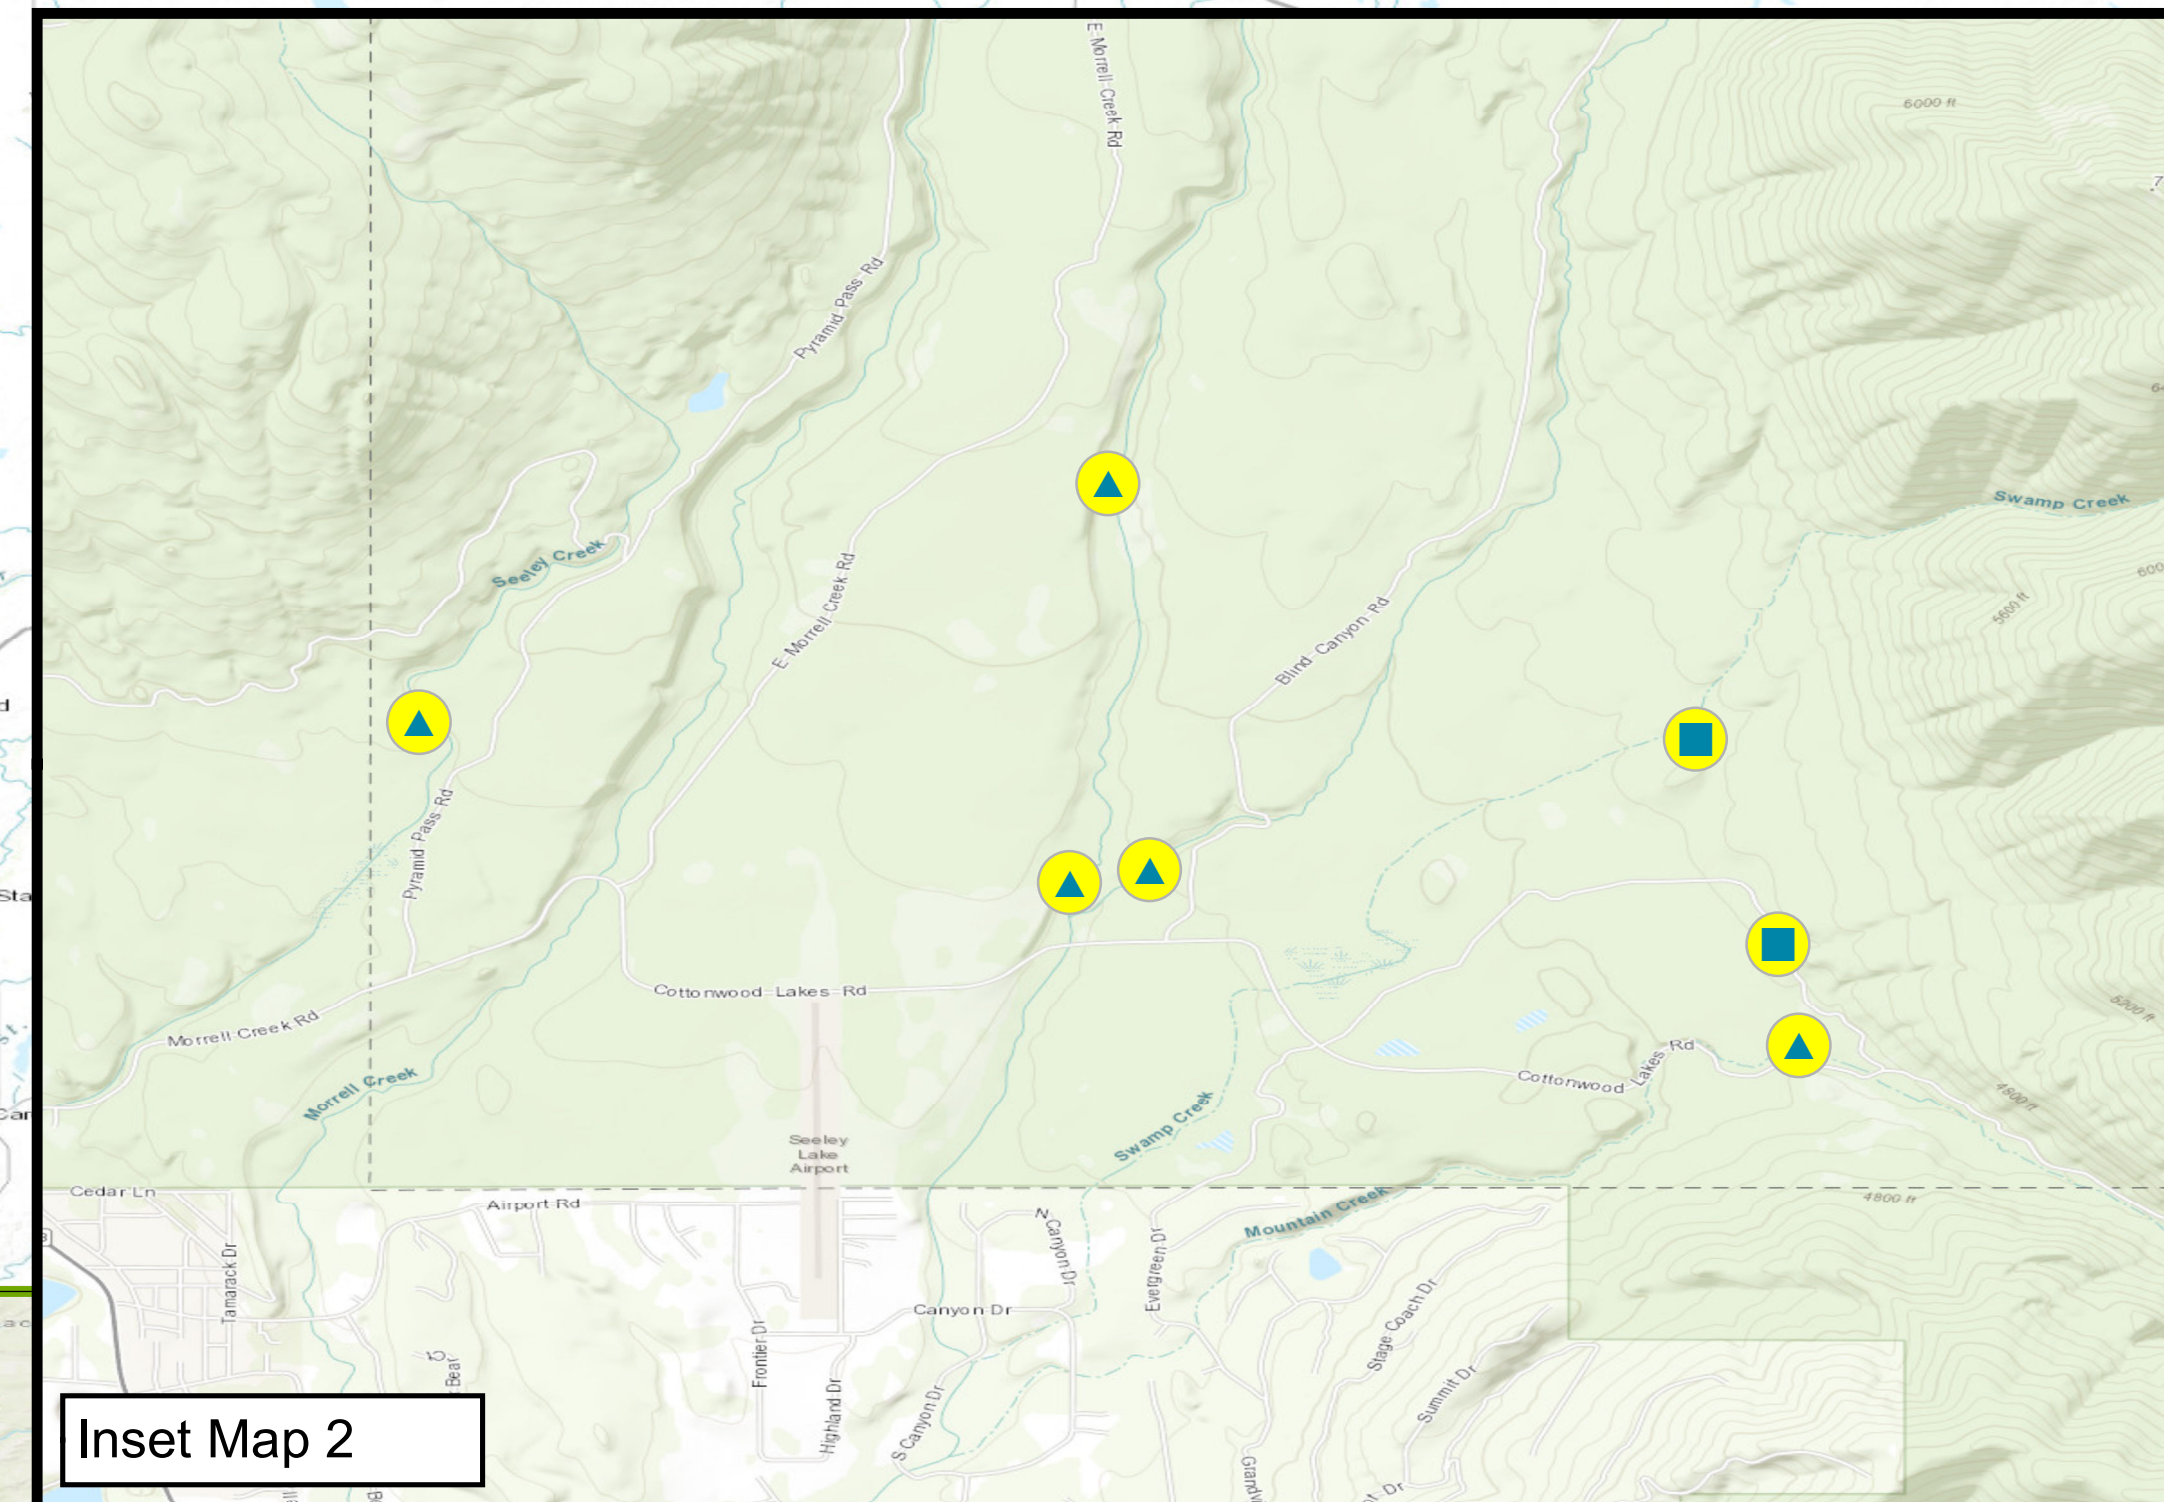 E Morrell Creek Rd
6000 ft
Pyramid Pass Rd
Swamp Creek
Seeley Creek
5600 ft
E Morrell Creek Rd
Blind Canyon Rd
Pyramid Pass Rd
Cottonwood Lakes Rd
Morrell Creek Rd
5200 ft
Morrell Creek
Cottonwood Lakes Rd
4800 ft
Swamp Creek
Seeley
Lake
Airport
Cedar Ln
Airport Rd
Mountain Creek
4800 ft
N Canyon Dr
Evergreen Dr
Tamarack Dr
Canyon Dr
Stage Coach Dr
Frontier Dr
Highland Dr
S Canyon Dr
Summit Dr
Inset Map 2